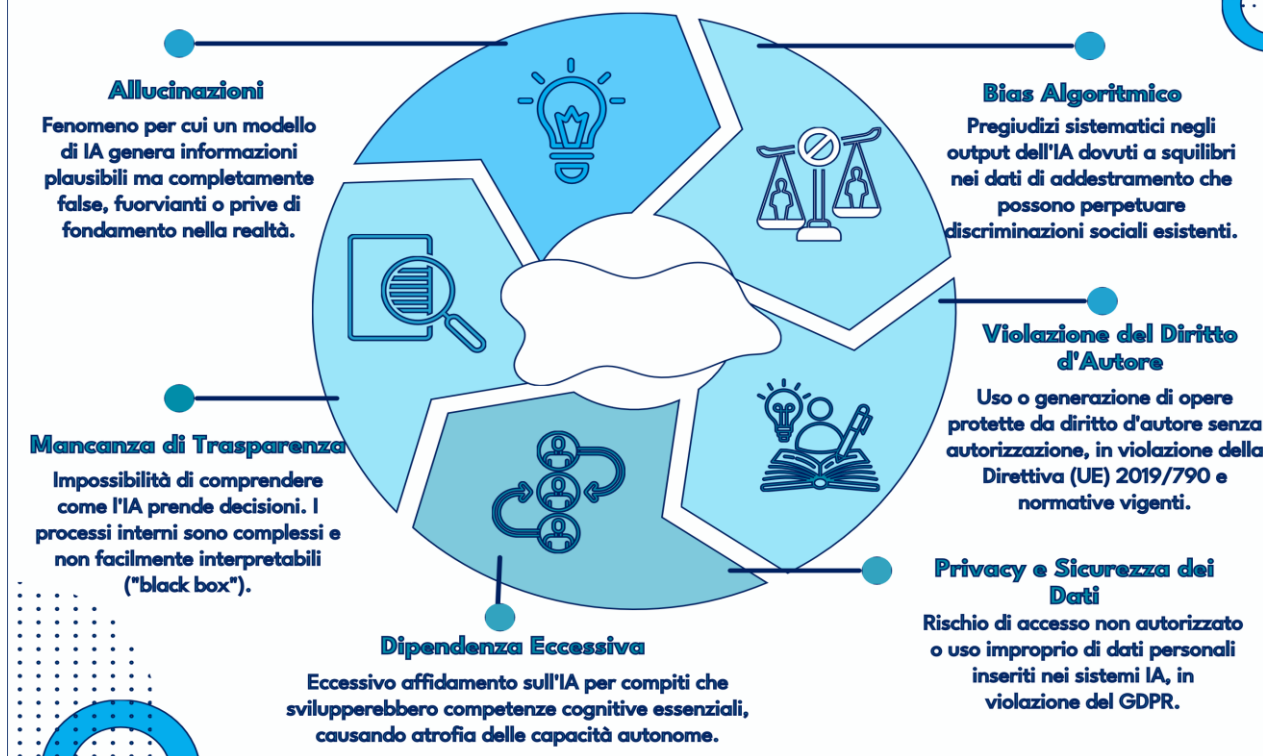 Allucinazioni
Fenomeno per cui un modello
di IA genera informazioni
plausibili ma completamente
false, fuorvianti o prive di
fondamento nella realtà.
Bias Algoritmico
Pregiudizi sistematici negli
output dell'IA dovuti a squilibri
nei dati di addestramento che
possono perpetuare
discriminazioni sociali esistenti.
Violazione del Diritto
d'Autore
Uso o generazione di opere
protette da diritto d'autore senza
autorizzazione, in violazione della
Direttiva (UE) 2019/790 e
normative vigenti.
Mancanza di Trasparenza
Impossibilità di comprendere
come l'IA prende decisioni. I
processi interni sono complessi e
non facilmente interpretabili
("black box").
Privacy e Sicurezza dei
Dati
Rischio di accesso non autorizzato
o uso improprio di dati personali
inseriti nei sistemi IA, in
violazione del GDPR.
Dipendenza Eccessiva
Eccessivo affidamento sull'IA per compiti che
svilupperebbero competenze cognitive essenziali,
causando atrofia delle capacità autonome.